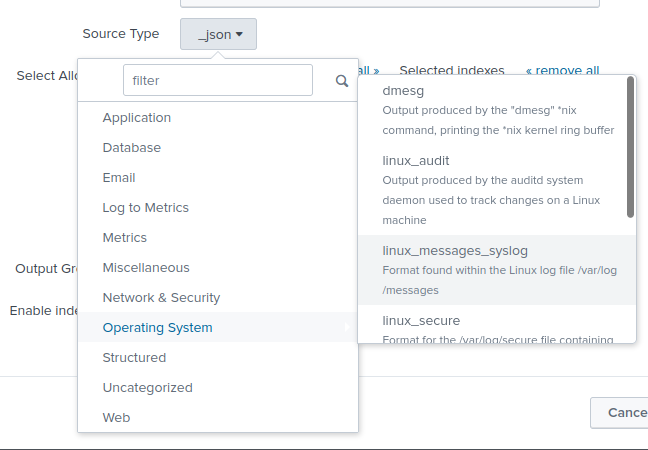 Source Type
_json
Select Allo
all »
Selected indexes
« remove all
filter
Application
Database
Email
Log to Metrics
Metrics
Miscellaneous
Network & Security
Operating System
Structured
Uncategorized
Web
dmesg
Output produced by the "dmesg" *nix
command, printing the *nix kernel ring buffer
linux_audit
Output produced by the auditd system
daemon used to track changes on a Linux
machine
linux_messages_syslog
Format found within the Linux log file /var/log
/messages
linux_secure
Format for the /var/log/secure file containing
Output Gr
Enable inde
Cance